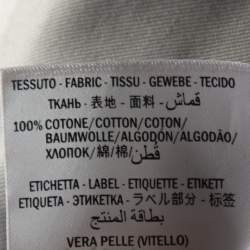 TESSUTO - FABRIC - TISSU - GEWEBE - TECIDO
ТКАНЬ - 表地 - 面料 - قماش
100% COTONE/COTTON/COTON/
BAUMWOLLE/ALGODÓN/ALGODÃO/
ХЛОПОК/綿/棉/قطن
ETICHETTA - LABEL - ETIQUETTE - ETIKETT
ETIQUETA - ЭТИКЕТКА - ラベル部分 - 标签
بطاقة المنتج
VERA PELLE (VITELLO)